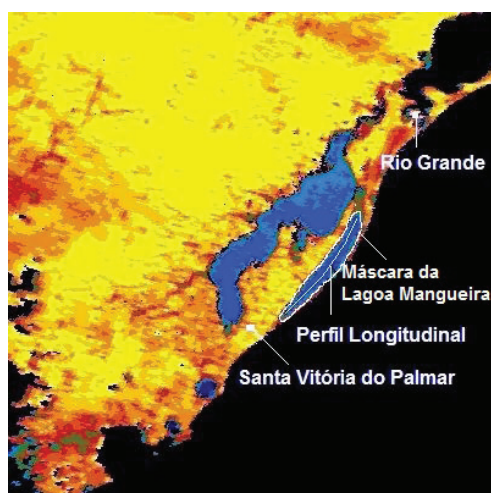 Rio Grande
Máscara da
Lagoa Mangueira
Perfil Longitudinal
Santa Vitória do Palmar